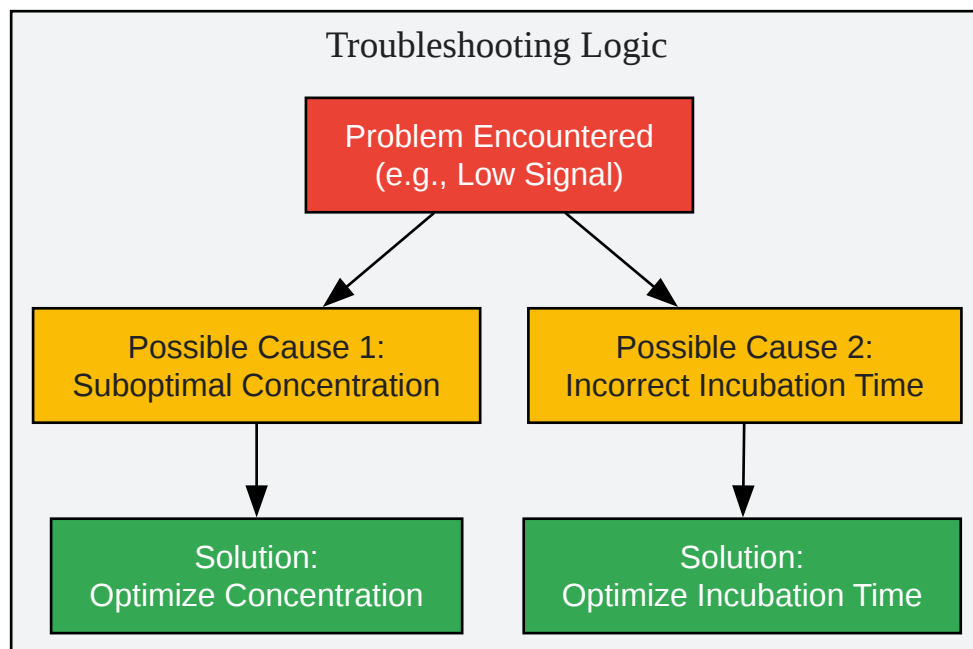 Troubleshooting Logic
Problem Encountered
(e.g., Low Signal)
Possible Cause 1:
Suboptimal Concentration
Possible Cause 2:
Incorrect Incubation Time
Solution:
Optimize Concentration
Solution:
Optimize Incubation Time